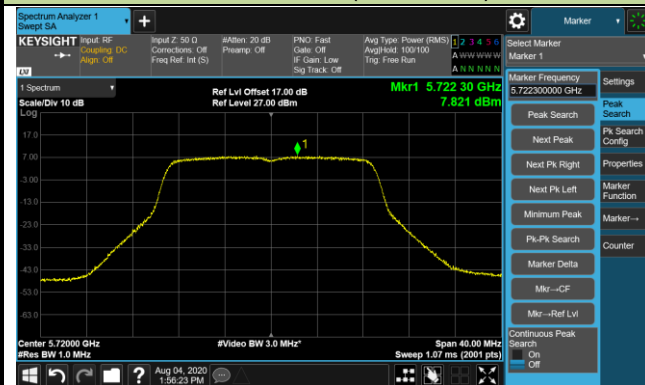 Spectrum Analyzer 1
Swept SA
Marker
KEYSIGHT
Input: RF
Coupling: DC
Align: Off
Input Z: 50 Ω
Corrections: Off
Freq Ref: Int (S)
#Atten: 20 dB
Preamp: Off
PNO: Fast
Gate: Off
IF Gain: Low
Sig Track: Off
Avg Type: Power (RMS)
Avg|Hold: 100/100
Trig: Free Run
1 2 3 4 5 6
A W W W W W
A N N N N N
LXI
1 Spectrum
Scale/Div 10 dB
Log
Ref Lvl Offset 17.00 dB
Ref Level 27.00 dBm
Mkr1 5.722 30 GHz
7.821 dBm
1
17.0
7.00
-3.00
-13.0
-23.0
-33.0
-43.0
-53.0
-63.0
Center 5.72000 GHz
#Res BW 1.0 MHz
#Video BW 3.0 MHz*
Span 40.00 MHz
Sweep 1.07 ms (2001 pts)
Aug 04, 2020
1:56:23 PM
Select Marker
Marker 1
Marker Frequency
5.722300000 GHz
Peak Search
Next Peak
Next Pk Right
Next Pk Left
Minimum Peak
Pk-Pk Search
Marker Delta
Mkr→CF
Mkr→Ref Lvl
Continuous Peak
Search
On
Off
Settings
Peak
Search
Pk Search
Config
Properties
Marker
Function
Marker→
Counter